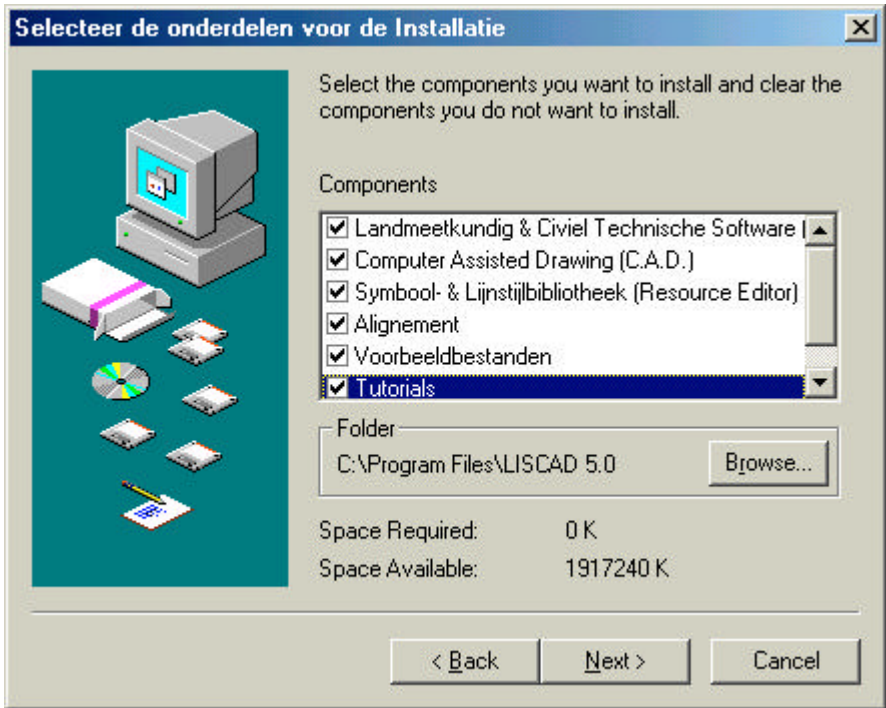 Selecteer de onderdelen voor de Installatie
Select the components you want to install and clear the
components you do not want to install.
Components
Landmeetkundig & Civiel Technische Software (
Computer Assisted Drawing (C.A.D.)
Symbool- & Lijnstijlbibliotheek (Resource Editor)
Alignement
Voorbeeldbestanden
Tutorials
Folder
C:\Program Files\LISCAD 5.0
Browse...
Space Required: 0 K
Space Available: 1917240 K
< Back
Next >
Cancel